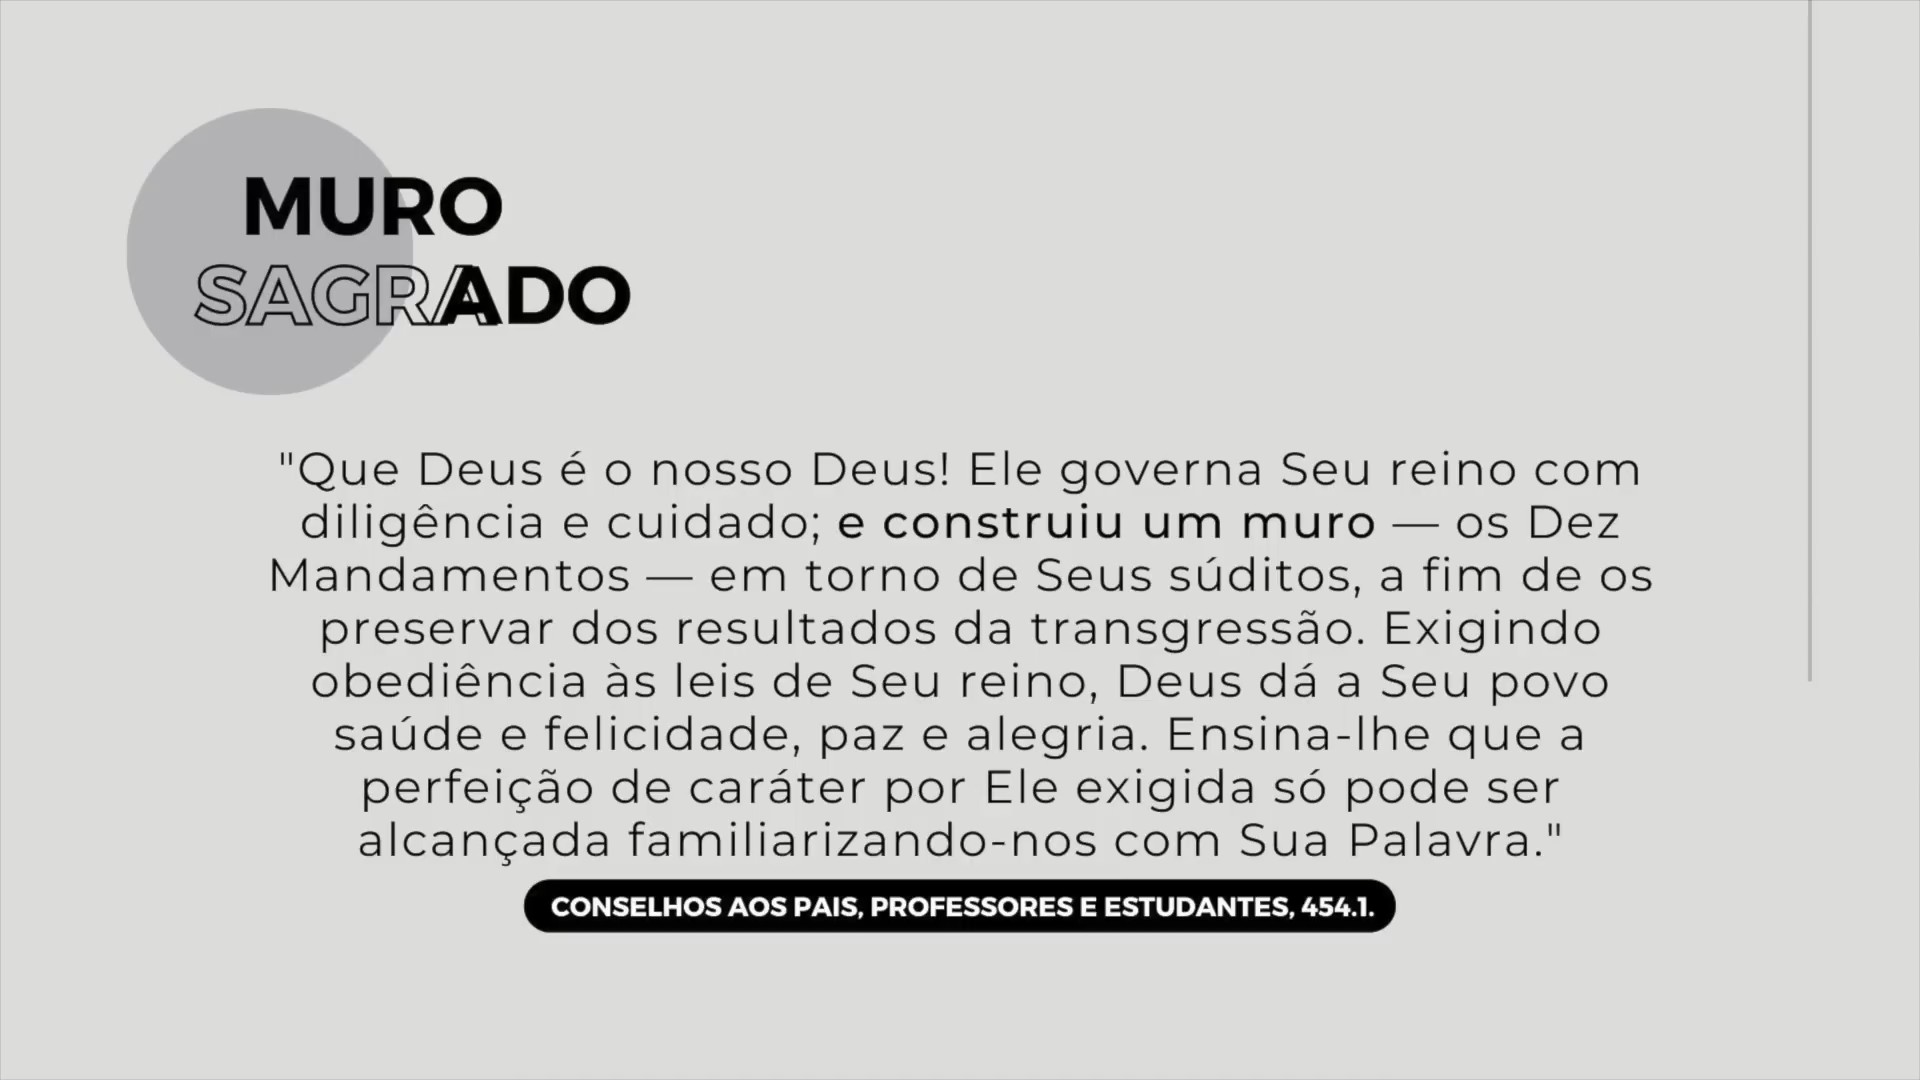 MURO
SAGRADO
"Que Deus é o nosso Deus! Ele governa Seu reino com
diligência e cuidado; e construiu um muro — os Dez
Mandamentos — em torno de Seus súditos, a fim de os
preservar dos resultados da transgressão. Exigindo
obediência às leis de Seu reino, Deus dá a Seu povo
saúde e felicidade, paz e alegria. Ensina-lhe que a
perfeição de caráter por Ele exigida só pode ser
alcançada familiarizando-nos com Sua Palavra."
CONSELHOS AOS PAIS, PROFESSORES E ESTUDANTES, 454.1.